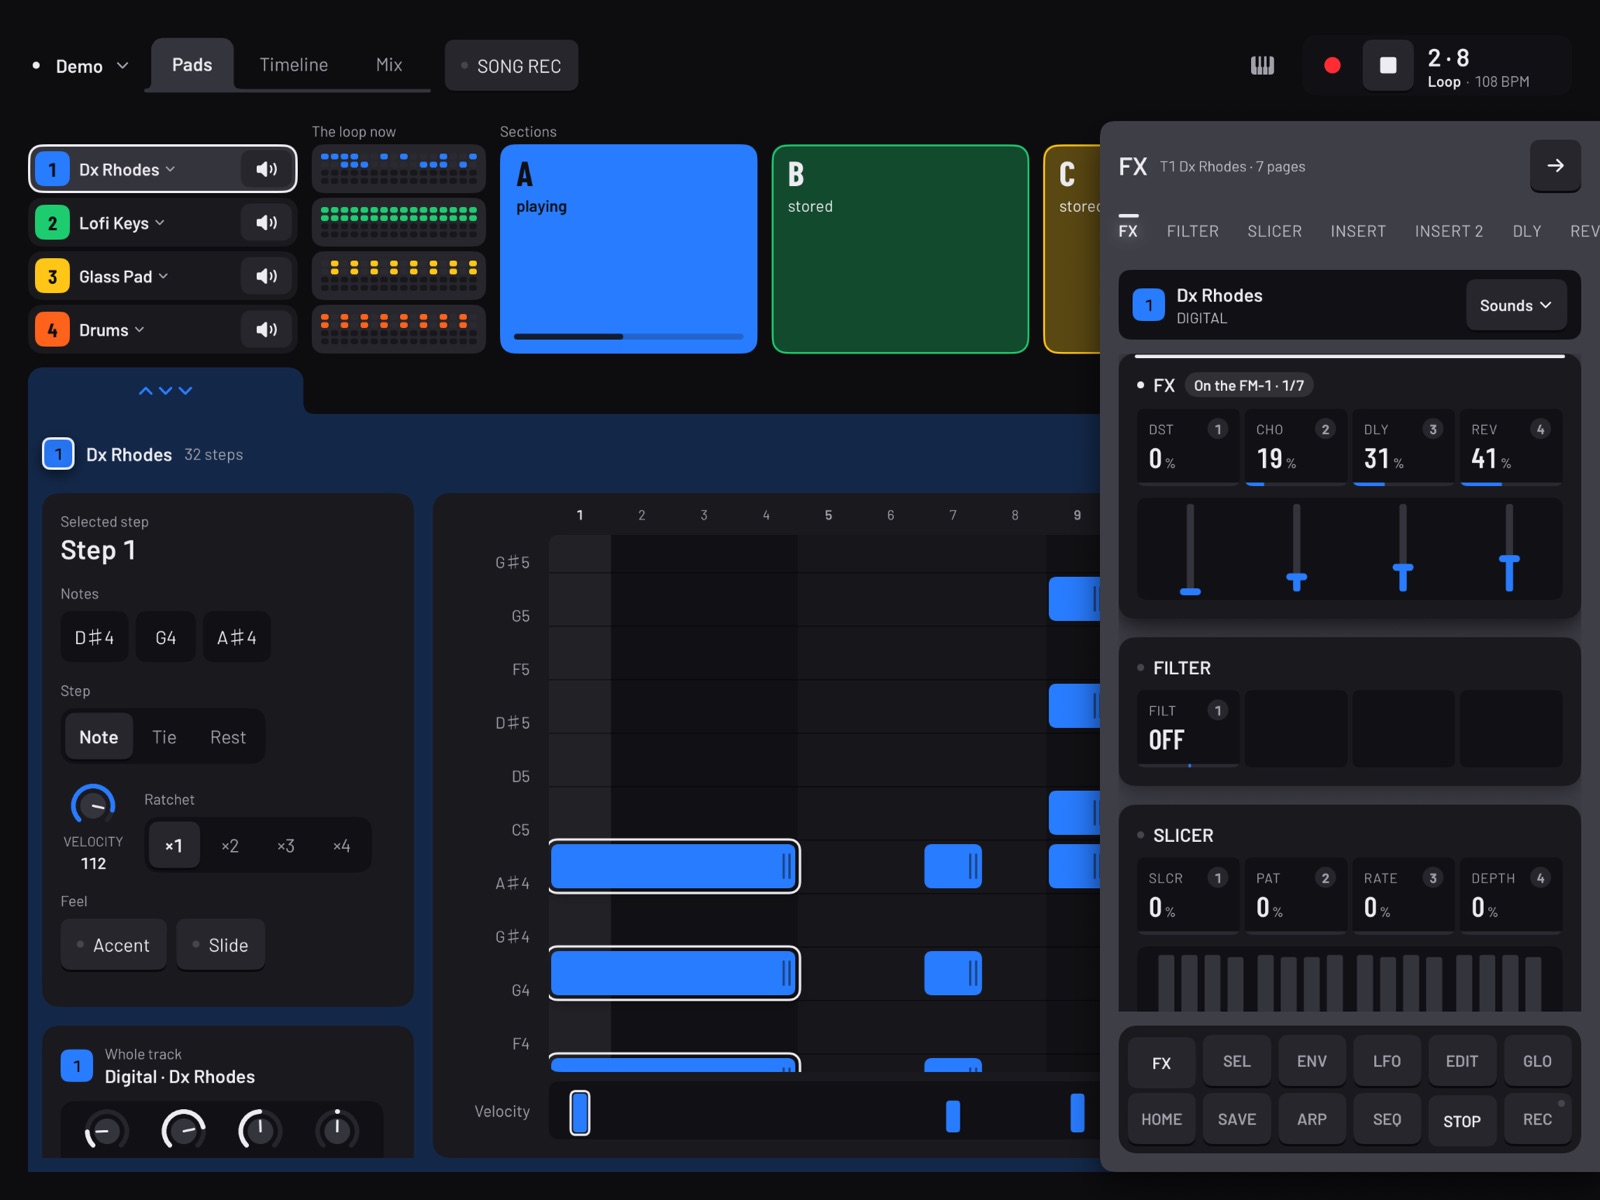 Demo
Pads
Timeline
Mix
SONG REC
2·8
Loop · 108 BPM
The loop now
Sections
1 Dx Rhodes
2 Lofi Keys
3 Glass Pad
4 Drums
A
playing
B
stored
C
stored
FX T1 Dx Rhodes · 7 pages
FX FILTER SLICER INSERT INSERT 2 DLY REV
1 Dx Rhodes
DIGITAL
Sounds
FX On the FM-1 · 1/7
DST 1 CHO 2 DLY 3 REV 4
0% 19% 31% 41%
FILTER
FILT 1
OFF
SLICER
SLCR 1 PAT 2 RATE 3 DEPTH 4
0% 0% 0% 0%
FX SEL ENV LFO EDIT GLO
HOME SAVE ARP SEQ STOP REC
1 Dx Rhodes 32 steps
Selected step
Step 1
Notes
D♯4 G4 A♯4
Step
Note Tie Rest
VELOCITY
112
Ratchet
×1 ×2 ×3 ×4
Feel
Accent Slide
1 Whole track
Digital · Dx Rhodes
1 2 3 4 5 6 7 8 9
G♯5
G5
F5
D♯5
D5
C5
A♯4
G♯4
G4
F4
Velocity